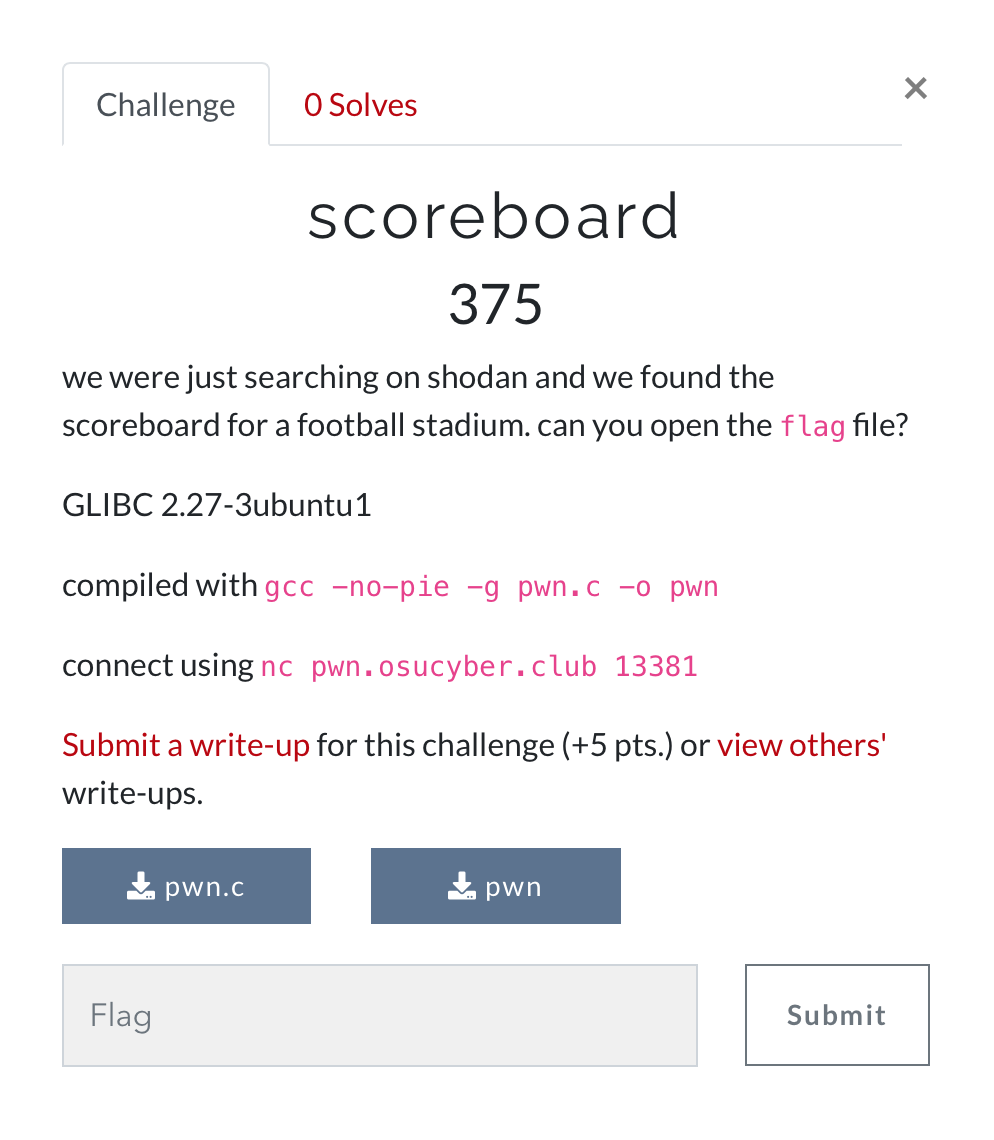 Challenge
0 Solves
×
scoreboard
375
we were just searching on shodan and we found the
scoreboard for a football stadium. can you open the flag file?
GLIBC 2.27-3ubuntu1
compiled with gcc -no-pie -g pwn.c -o pwn
connect using nc pwn.osucyber.club 13381
Submit a write-up for this challenge (+5 pts.) or view others'
write-ups.
pwn.c
pwn
Flag
Submit